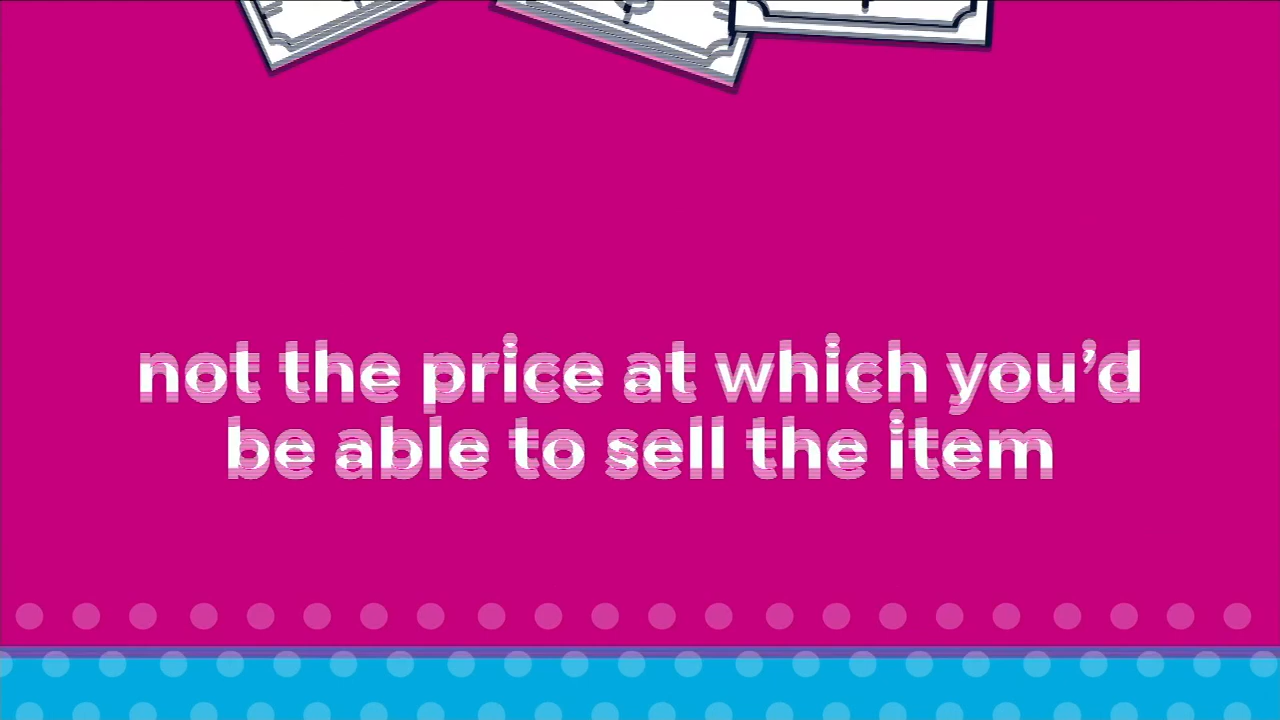 not the price at which you’d
be able to sell the item